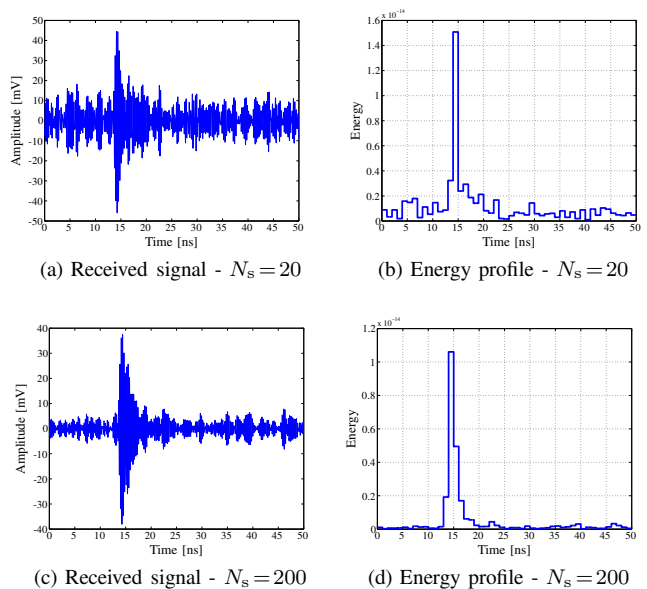 50
40
30
20
10
0
-10
-20
-30
-40
-50
0 5 10 15 20 25 30 35 40 45 50
Amplitude [mV]
Time [ns]
(a) Received signal - Ns = 20
x 10⁻¹⁴
1.6
1.4
1.2
1
0.8
0.6
0.4
0.2
0
0 5 10 15 20 25 30 35 40 45 50
Energy
Time [ns]
(b) Energy profile - Ns = 20
40
30
20
10
0
-10
-20
-30
-40
0 5 10 15 20 25 30 35 40 45 50
Amplitude [mV]
Time [ns]
(c) Received signal - Ns = 200
x 10⁻¹⁴
1.2
1
0.8
0.6
0.4
0.2
0
0 5 10 15 20 25 30 35 40 45 50
Energy
Time [ns]
(d) Energy profile - Ns = 200